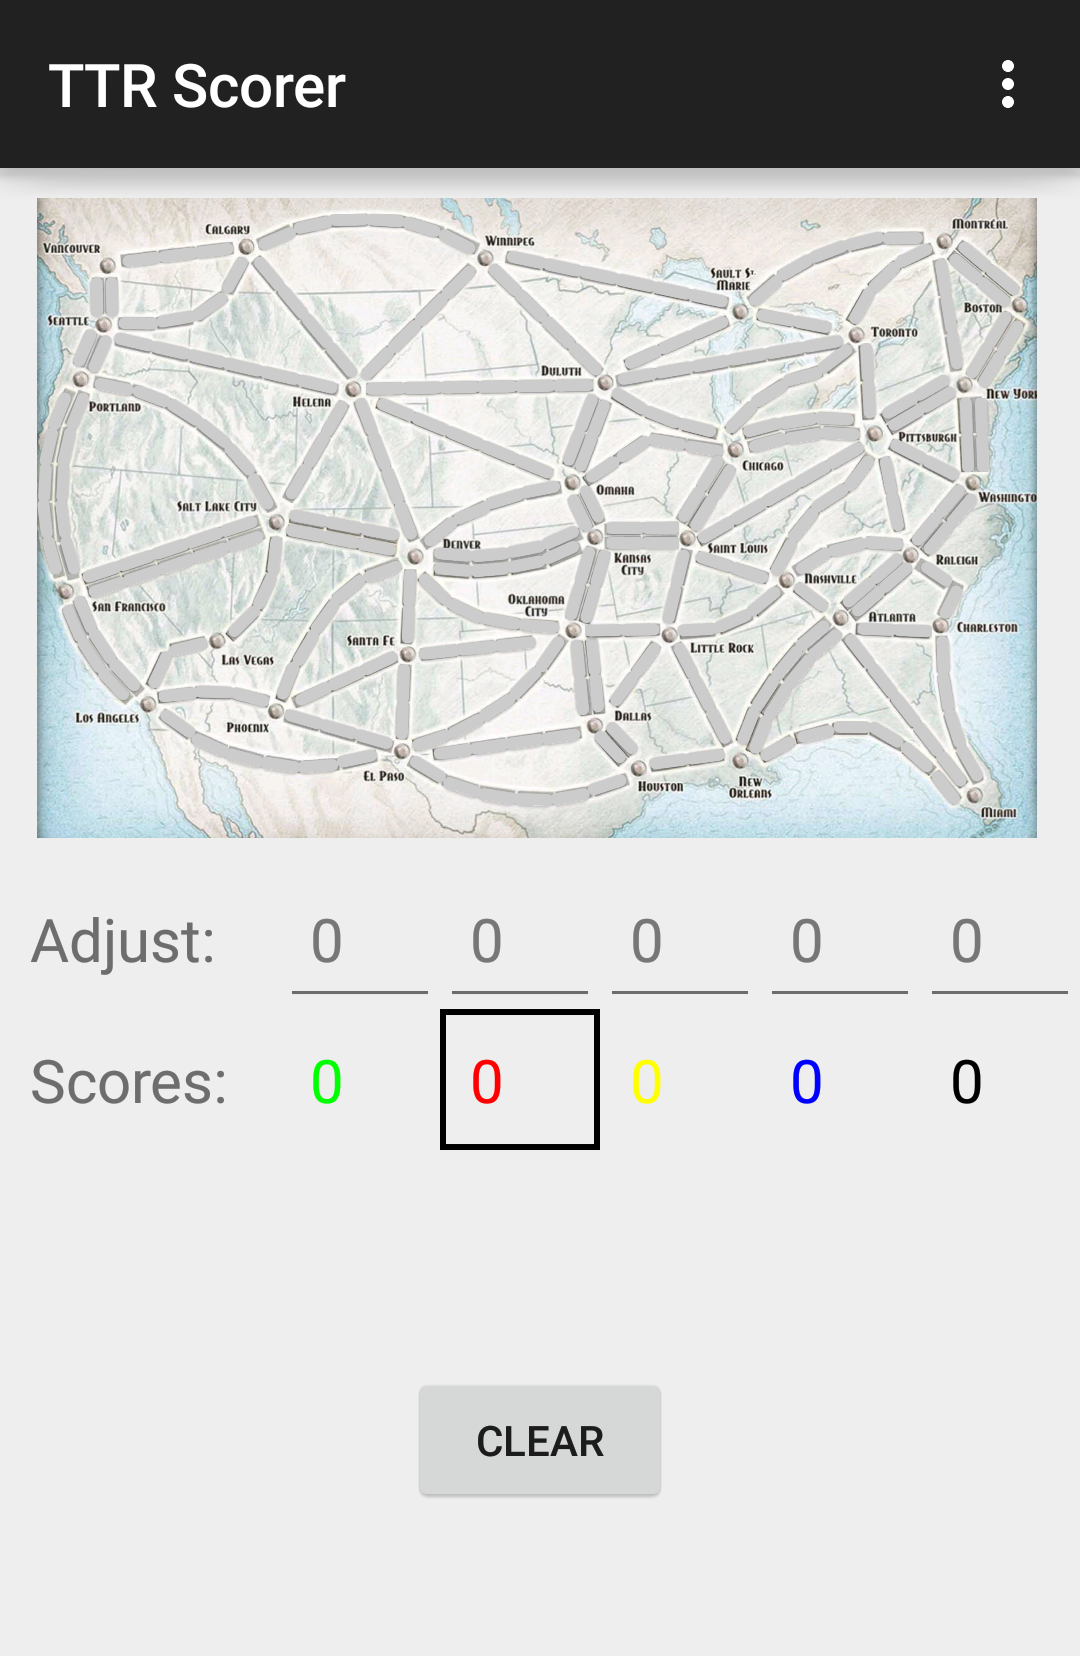 TTR Scorer
MONTRÉAL
CALGARY
WINNIPEG
VANCOUVER
SAULT ST.
MARIE
BOSTON
SEATTLE
TORONTO
DULUTH
HELENA
NEW YORK
PORTLAND
PITTSBURGH
CHICAGO
OMAHA
WASHINGTO
SALT LAKE CITY
DENVER
SAINT LOUIS
KANSAS
CITY
RALEIGH
NASHVILLE
OKLAHOMA
CITY
SAN FRANCISCO
ATLANTA
CHARLESTON
SANTA FE
LITTLE ROCK
LAS VEGAS
LOS ANGELES
DALLAS
PHOENIX
EL PASO
HOUSTON
NEW
ORLEANS
MIAMI
Adjust: 0 0 0 0 0
Scores: 0 0 0 0 0
CLEAR